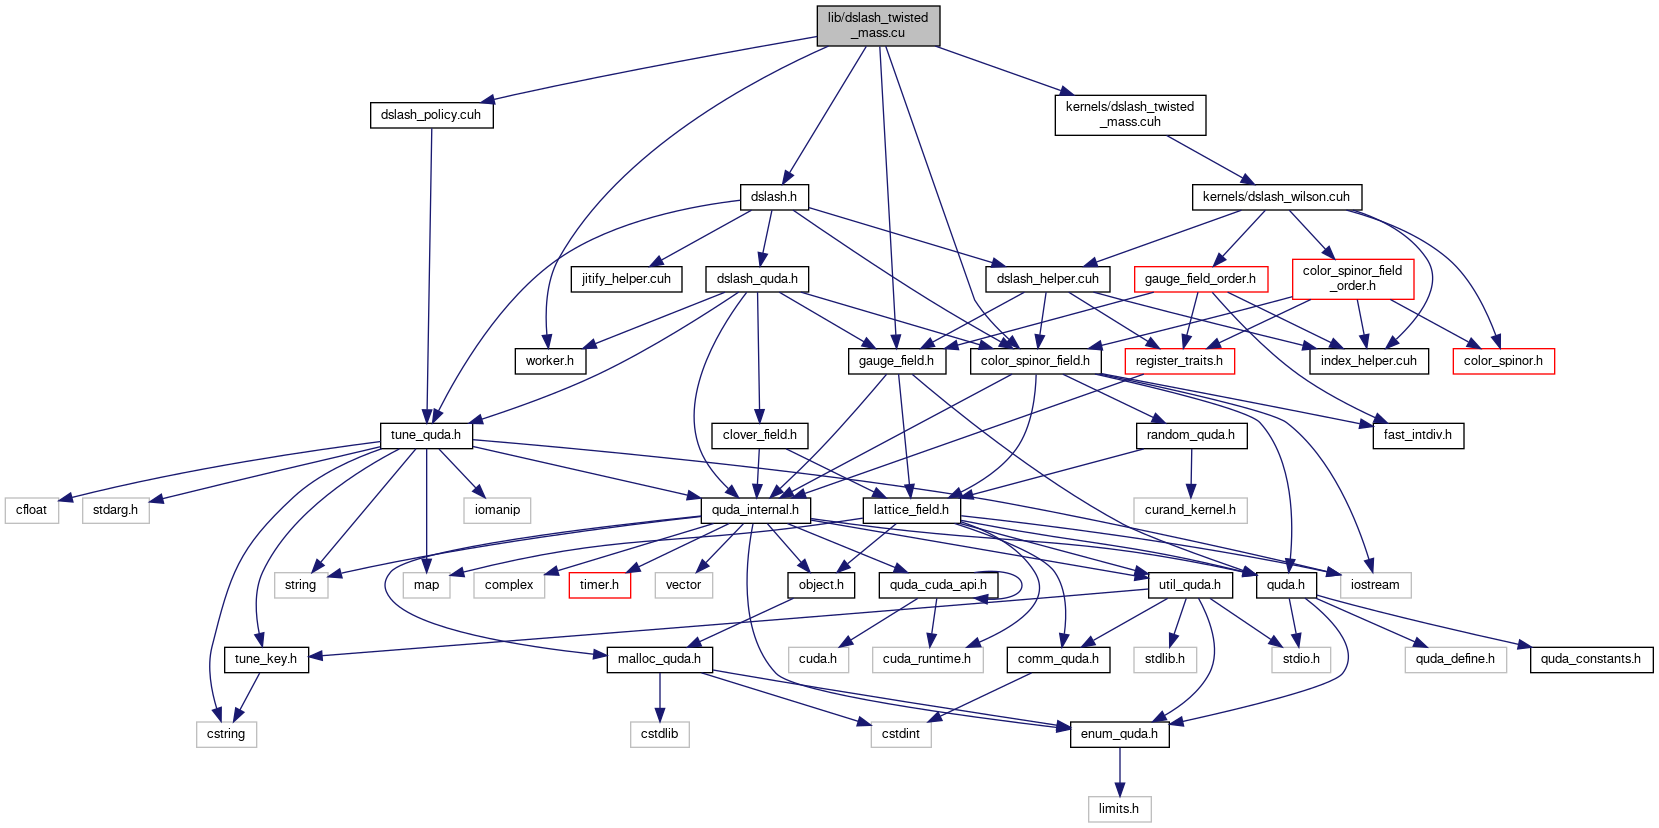 lib/dslash_twisted
_mass.cu
dslash_policy.cuh
kernels/dslash_twisted
_mass.cuh
dslash.h
kernels/dslash_wilson.cuh
jitify_helper.cuh
dslash_quda.h
dslash_helper.cuh
gauge_field_order.h
color_spinor_field
_order.h
worker.h
gauge_field.h
color_spinor_field.h
register_traits.h
index_helper.cuh
color_spinor.h
tune_quda.h
clover_field.h
random_quda.h
fast_intdiv.h
cfloat
stdarg.h
iomanip
quda_internal.h
lattice_field.h
curand_kernel.h
string
map
complex
timer.h
vector
object.h
quda_cuda_api.h
util_quda.h
quda.h
iostream
tune_key.h
malloc_quda.h
cuda.h
cuda_runtime.h
comm_quda.h
stdlib.h
stdio.h
quda_define.h
quda_constants.h
cstring
cstdlib
cstdint
enum_quda.h
limits.h